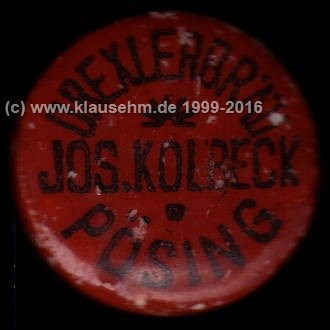 DREXLERBRÄU
(c) www.klausehm.de 1999-2016
JOS. KOLBECK
PÖSING